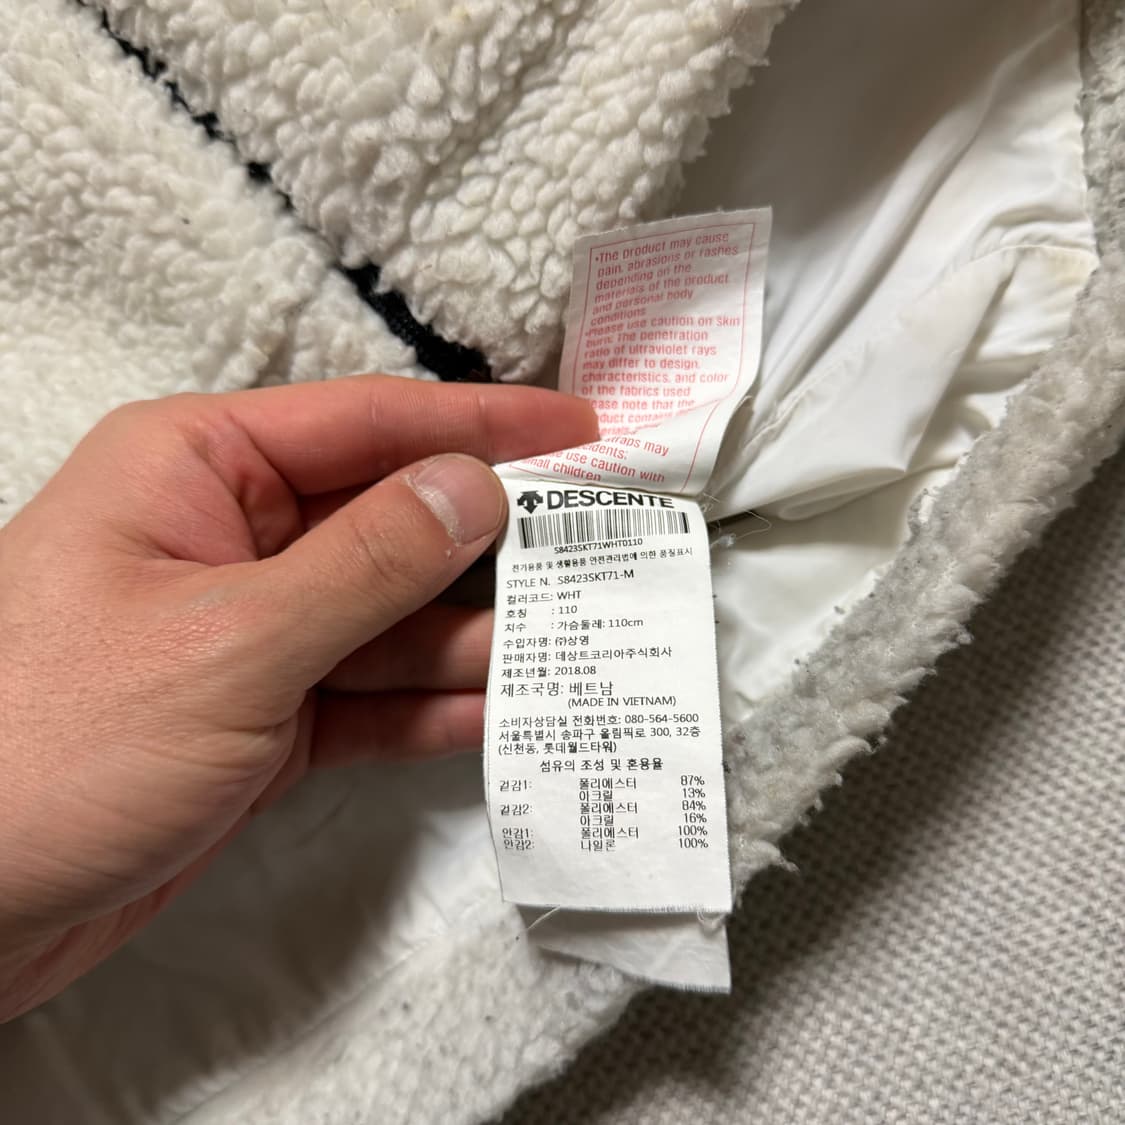 •The product may cause
pain, abrasions or rashes
depending on the
materials of the product
and personal body
conditions
•Please use caution on skin
burn: The penetration
ratio of ultraviolet rays
may differ to design,
characteristics, and color
of the fabrics used
please note that the
straps may
use caution with
small children
DESCENTE
S8423SKT71WHT0110
전기용품 및 생활용품 안전관리법에 의한 품질표시
STYLE N. S8423SKT71-M
컬러코드: WHT
호칭 : 110
치수 : 가슴둘레: 110cm
수입자명: ㈜상영
판매자명: 데상트코리아주식회사
제조년월: 2018.08
제조국명: 베트남
(MADE IN VIETNAM)
소비자상담실 전화번호: 080-564-5600
서울특별시 송파구 올림픽로 300, 32층
(신천동, 롯데월드타워)
섬유의 조성 및 혼용율
겉감1: 폴리에스터 87%
아크릴 13%
겉감2: 폴리에스터 84%
아크릴 16%
안감1: 폴리에스터 100%
안감2: 나일론 100%